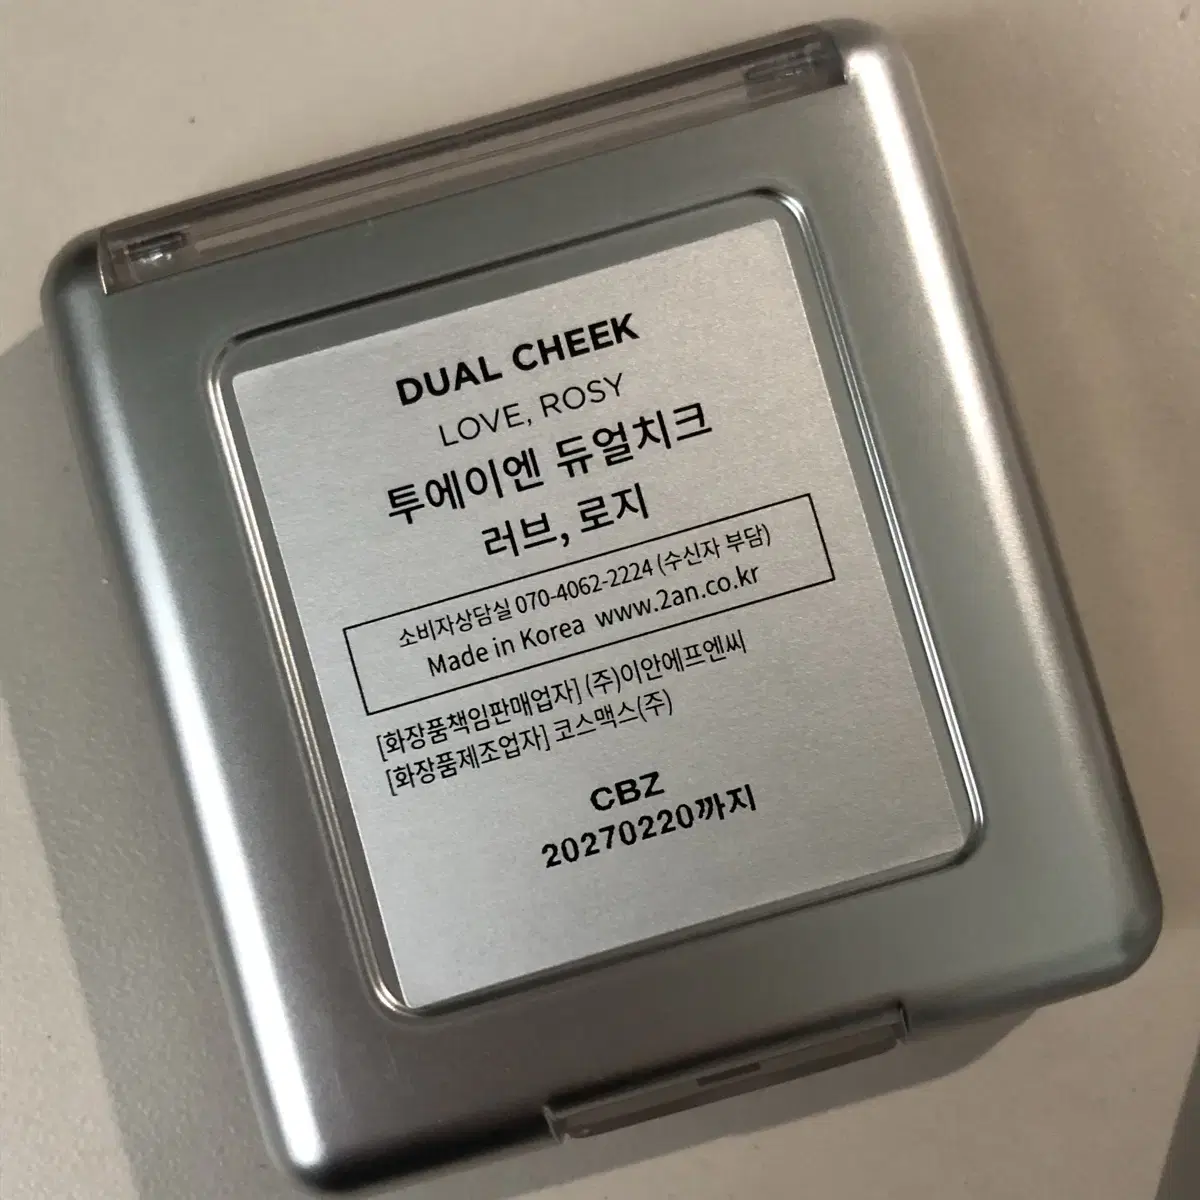 DUAL CHEEK
LOVE, ROSY
투에이엔 듀얼치크
러브, 로지
소비자상담실 070-4062-2224 (수신자 부담)
Made in Korea www.2an.co.kr
[화장품책임판매업자] (주)이안에프엔씨
[화장품제조업자] 코스맥스(주)
CBZ
20270220까지